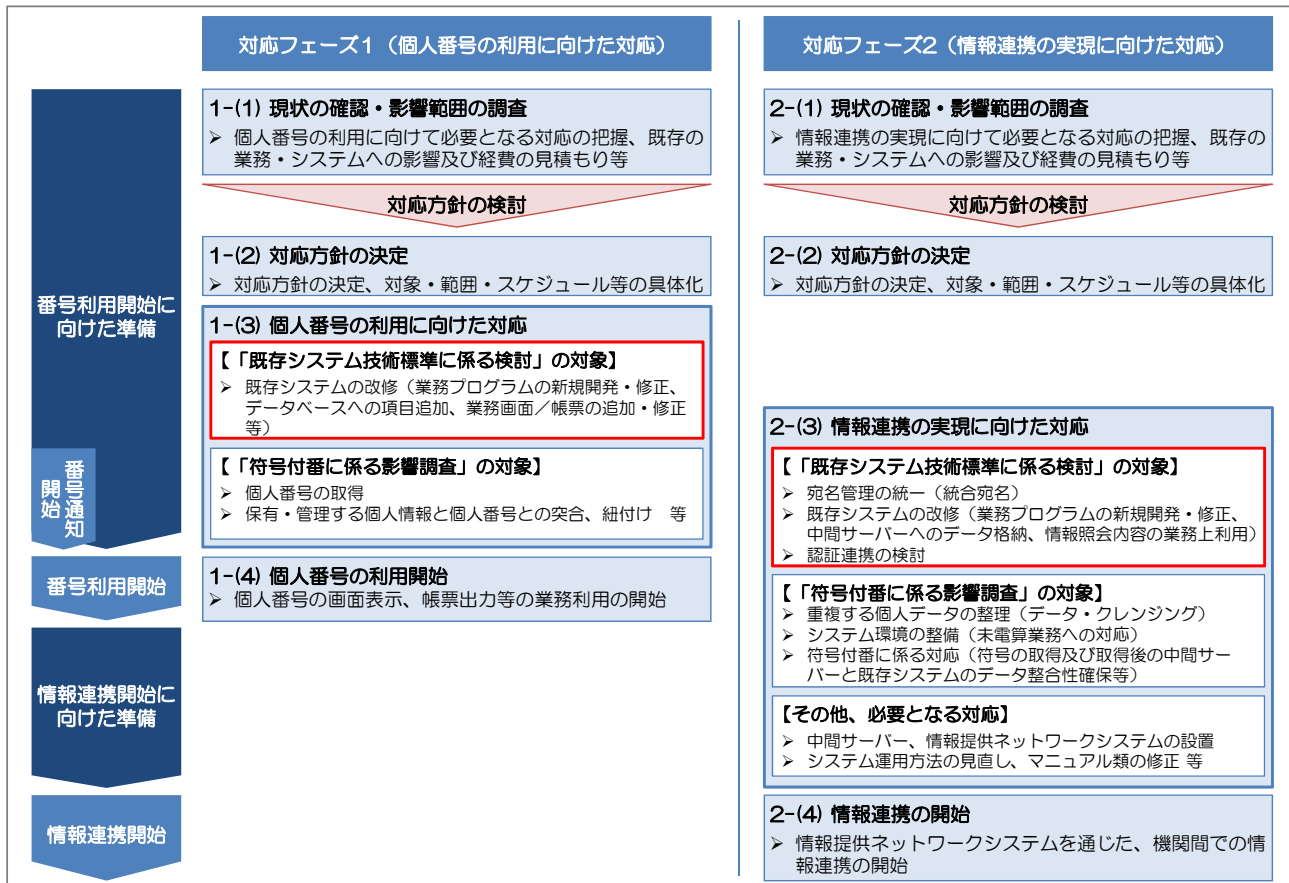 対応フェーズ1（個人番号の利用に向けた対応）
対応フェーズ2（情報連携の実現に向けた対応）
番号利用開始に
向けた準備
番号通知
開始
番号利用開始
情報連携開始に
向けた準備
情報連携開始
1-(1) 現状の確認・影響範囲の調査
➢ 個人番号の利用に向けて必要となる対応の把握、既存の
業務・システムへの影響及び経費の見積もり等
対応方針の検討
1-(2) 対応方針の決定
➢ 対応方針の決定、対象・範囲・スケジュール等の具体化
1-(3) 個人番号の利用に向けた対応
【「既存システム技術標準に係る検討」の対象】
➢ 既存システムの改修（業務プログラムの新規開発・修正、
データベースへの項目追加、業務画面／帳票の追加・修正
等）
【「符号付番に係る影響調査」の対象】
➢ 個人番号の取得
➢ 保有・管理する個人情報と個人番号との突合、紐付け 等
1-(4) 個人番号の利用開始
➢ 個人番号の画面表示、帳票出力等の業務利用の開始
2-(1) 現状の確認・影響範囲の調査
➢ 情報連携の実現に向けて必要となる対応の把握、既存の
業務・システムへの影響及び経費の見積もり等
対応方針の検討
2-(2) 対応方針の決定
➢ 対応方針の決定、対象・範囲・スケジュール等の具体化
2-(3) 情報連携の実現に向けた対応
【「既存システム技術標準に係る検討」の対象】
➢ 宛名管理の統一（統合宛名）
➢ 既存システムの改修（業務プログラムの新規開発・修正、
中間サーバーへのデータ格納、情報照会内容の業務上利用）
➢ 認証連携の検討
【「符号付番に係る影響調査」の対象】
➢ 重複する個人データの整理（データ・クレンジング）
➢ システム環境の整備（未電算業務への対応）
➢ 符号付番に係る対応（符号の取得及び取得後の中間サー
バーと既存システムのデータ整合性確保等）
【その他、必要となる対応】
➢ 中間サーバー、情報提供ネットワークシステムの設置
➢ システム運用方法の見直し、マニュアル類の修正 等
2-(4) 情報連携の開始
➢ 情報提供ネットワークシステムを通じた、機関間での情
報連携の開始